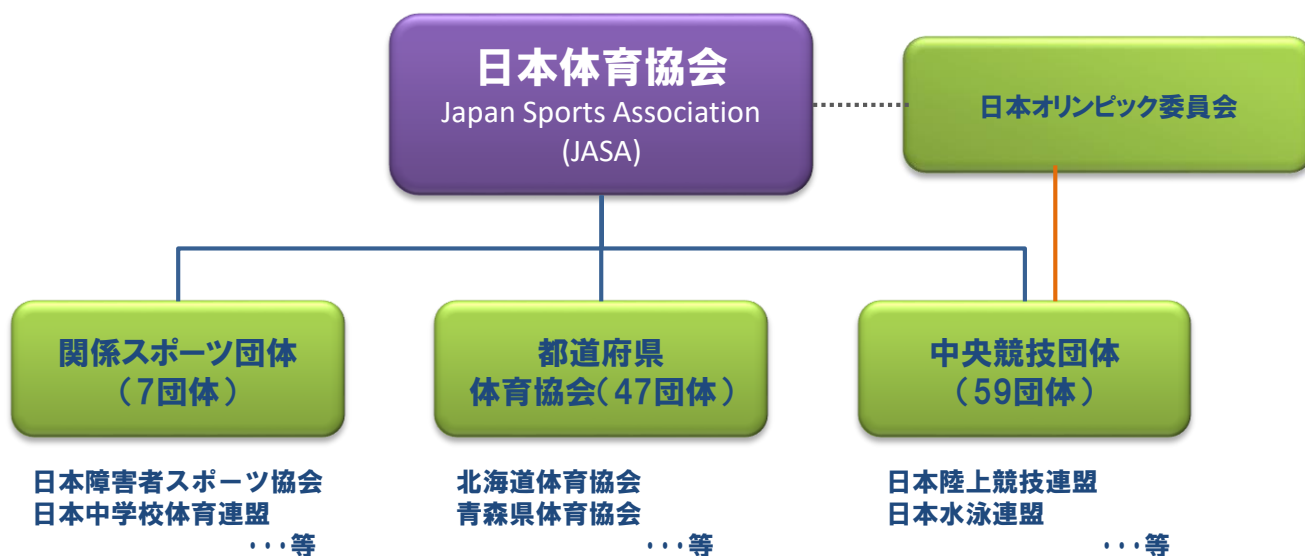 日本体育協会
Japan Sports Association
(JASA)
日本オリンピック委員会
関係スポーツ団体
（7団体）
都道府県
体育協会（47団体）
中央競技団体
（59団体）
日本障害者スポーツ協会
日本中学校体育連盟
･･･等
北海道体育協会
青森県体育協会
･･･等
日本陸上競技連盟
日本水泳連盟
･･･等